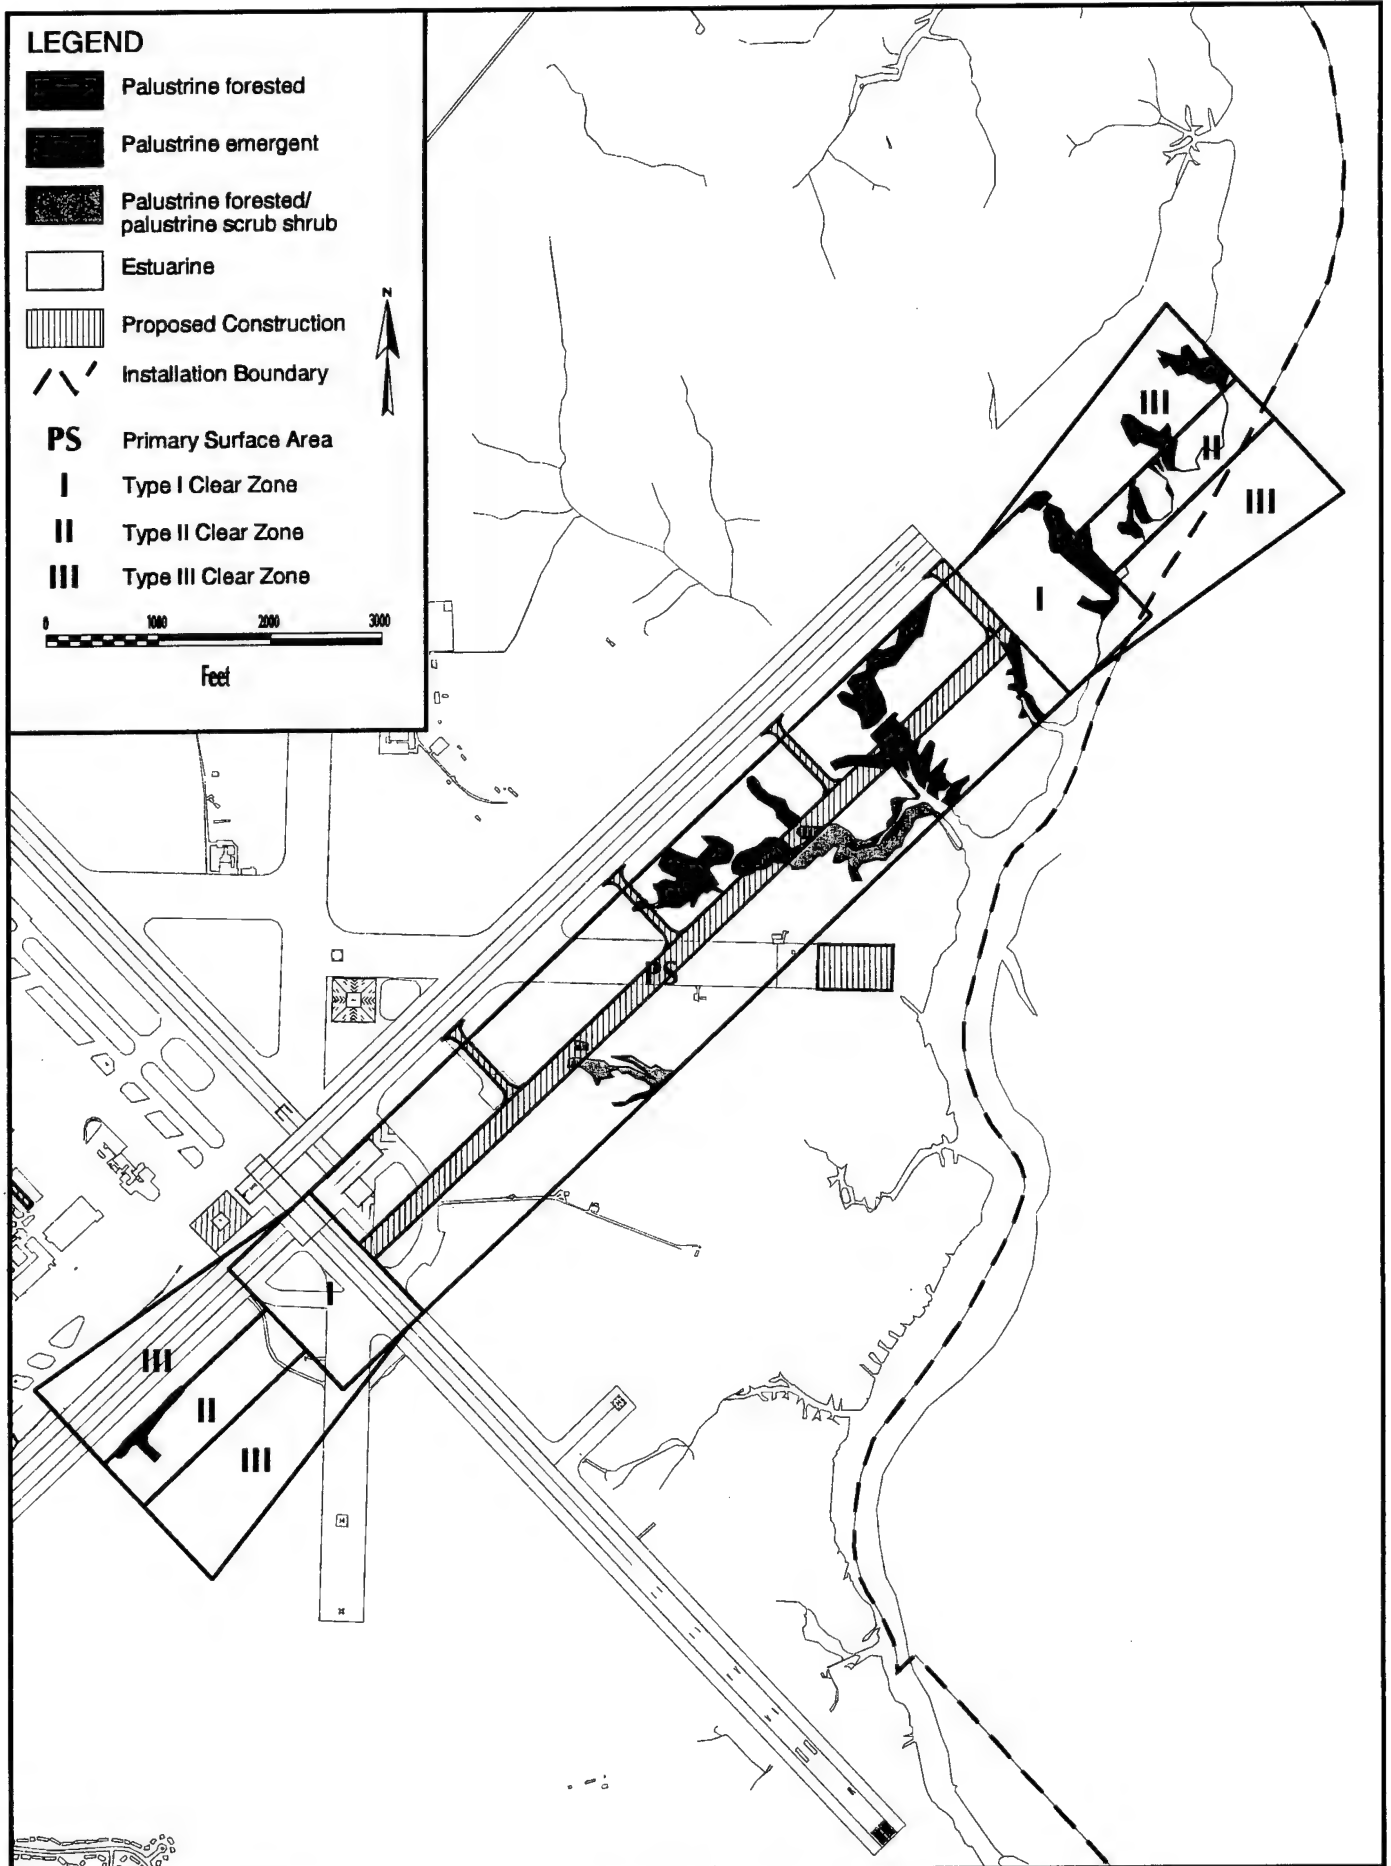 LEGEND
Palustrine forested
Palustrine emergent
Palustrine forested/
palustrine scrub shrub
Estuarine
Proposed Construction
Installation Boundary
N
PS Primary Surface Area
I Type I Clear Zone
II Type II Clear Zone
III Type III Clear Zone
0 1000 2000 3000
Feet
III
II
III
I
PS
I
III
II
III